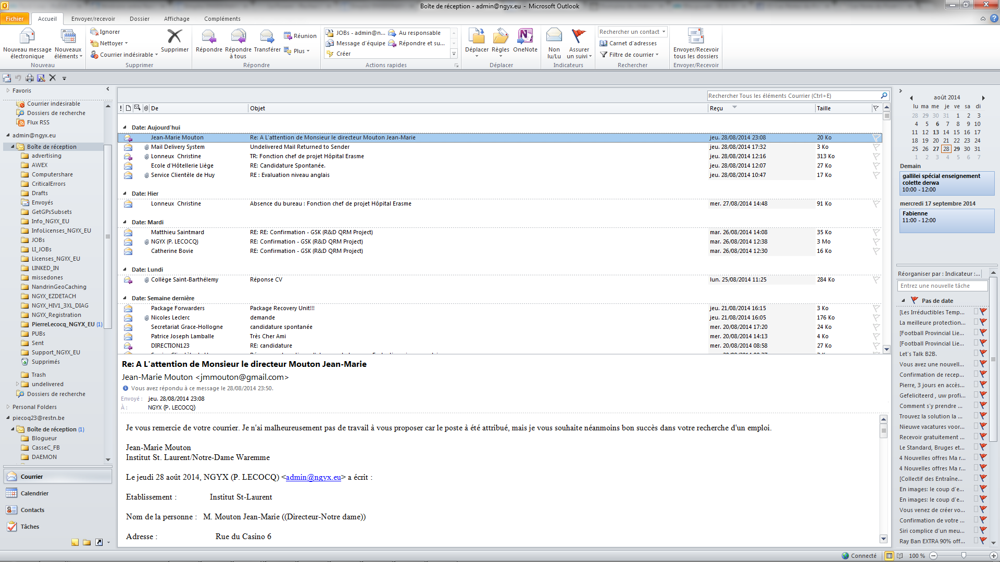 Boîte de réception - admin@ngyx.eu - Microsoft Outlook
Fichier
Accueil
Envoyer/recevoir
Dossier
Affichage
Compléments
Nouveau message électronique
Nouveaux éléments
Nouveau
Ignorer
Nettoyer
Courrier indésirable
Supprimer
Supprimer
Répondre
Répondre à tous
Transférer
Réunion
Plus
Répondre
JOBs - admin@n...
Message d'équipe
Créer
Au responsable
Répondre et su...
Actions rapides
Déplacer
Règles
OneNote
Déplacer
Non lu/Lu
Assurer un suivi
Indicateurs
Rechercher un contact
Carnet d'adresses
Filtre de courrier
Rechercher
Envoyer/Recevoir tous les dossiers
Envoyer/Recevoir
Favoris
Courrier indésirable
Dossiers de recherche
Flux RSS
admin@ngyx.eu
Boîte de réception
advertising
AWEX
Computershare
CriticalErrors
Drafts
Envoyés
GetGPsSubsets
Info_NGYX_EU
InfoLicenses_NGYX_EU
JOBs
LI_JOBs
Licenses_NGYX_EU
LINKED_IN
missedones
NandrinGeoCaching
NGYX_EZDETACH
NGYX_HIV1_3XL_DIAG
NGYX_Registration
PierreLecocq_NGYX_EU (1)
PUBs
Sent
Support_NGYX_EU
Supprimés
Trash
undelivered
Dossiers de recherche
Personal Folders
piecoq23@restn.be
Boîte de réception (1)
Blogueur
CasseC_FB
DAEMON
Courrier
Calendrier
Contacts
Tâches
Rechercher Tous les éléments Courrier (Ctrl+E)
De Objet Reçu Taille
Date: Aujourd'hui
Jean-Marie Mouton Re: A L'attention de Monsieur le directeur Mouton Jean-Marie jeu. 28/08/2014 23:08 20 Ko
Mail Delivery System Undelivered Mail Returned to Sender jeu. 28/08/2014 17:32 3 Ko
Lonneux Christine TR: Fonction chef de projet Hôpital Erasme jeu. 28/08/2014 12:16 313 Ko
Ecole d'Hôtellerie Liège RE: Candidature Spontanée. jeu. 28/08/2014 12:07 27 Ko
Service Clientèle de Huy RE : Evaluation niveau anglais jeu. 28/08/2014 10:47 17 Ko
Date: Hier
Lonneux Christine Absence du bureau : Fonction chef de projet Hôpital Erasme mer. 27/08/2014 14:48 91 Ko
Date: Mardi
Matthieu Saintmard RE: RE: Confirmation - GSK (R&D QRM Project) mar. 26/08/2014 14:08 35 Ko
NGYX (P. LECOCQ) RE: Confirmation - GSK (R&D QRM Project) mar. 26/08/2014 12:38 3 Mo
Catherine Bovie RE: Confirmation - GSK (R&D QRM Project) mar. 26/08/2014 12:30 16 Ko
Date: Lundi
Collège Saint-Barthélemy Réponse CV lun. 25/08/2014 11:25 284 Ko
Date: Semaine dernière
Package Forwarders Package Recovery Unit!!! jeu. 21/08/2014 16:15 3 Ko
Nicoles Leclerc demande jeu. 21/08/2014 16:05 176 Ko
Secretariat Grace-Hollogne candidature spontanée mer. 20/08/2014 17:20 24 Ko
Patrice Joseph Lamballe Très Cher Ami mer. 20/08/2014 14:13 4 Ko
DIRECTION123 RE: candidature mer. 20/08/2014 08:58 27 Ko
Re: A L'attention de Monsieur le directeur Mouton Jean-Marie
Jean-Marie Mouton <jmmouton@gmail.com>
Vous avez répondu à ce message le 28/08/2014 23:50.
Envoyé : jeu. 28/08/2014 23:08
À : NGYX (P. LECOCQ)
Je vous remercie de votre courrier. Je n'ai malheureusement pas de travail à vous proposer car le poste à été attribué, mais je vous souhaite néanmoins bon succès dans votre recherche d'un emploi.
Jean-Marie Mouton
Institut St. Laurent/Notre-Dame Waremme
Le jeudi 28 août 2014, NGYX (P. LECOCQ) <admin@ngyx.eu> a écrit :
Etablissement : Institut St-Laurent
Nom de la personne : M. Mouton Jean-Marie ((Directeur-Notre dame))
Adresse : Rue du Casino 6
août 2014
lu ma me je ve sa di
28 29 30 31 1 2 3
4 5 6 7 8 9 10
11 12 13 14 15 16 17
18 19 20 21 22 23 24
25 26 27 28 29 30 31
1 2 3 4 5 6 7
Demain
gallilei spécial enseignement
colette derwa
10:00 - 12:00
mercredi 17 septembre 2014
Fabienne
11:00 - 12:00
Réorganiser par : Indicateur :...
Entrez une nouvelle tâche
Pas de date
[Les Irréductibles Temp...
La meilleure protection...
[Football Provincial Lie...
[Football Provincial Lie...
Let's Talk B2B.
Vous avez une nouvell...
Confirmation de recep...
Pierre, 3 jours en accès...
Gefeliciteerd , uw profi...
Comment s'y prendre ...
Trouvez la solution la ...
Nieuwe vacatures voor...
Recevoir gratuitement ...
Le Standard, Bruges et...
4 Nouvelles offres Ma r...
4 Nouvelles offres Ma r...
[Collectif des Entraîne...
En images: le coup d'e...
En images: le coup d'e...
Vous venez de créer vo...
Confirmation de votre ...
Siri complice d'un meu...
Ray Ban EXTRA 90% off...
Connecté
100 %